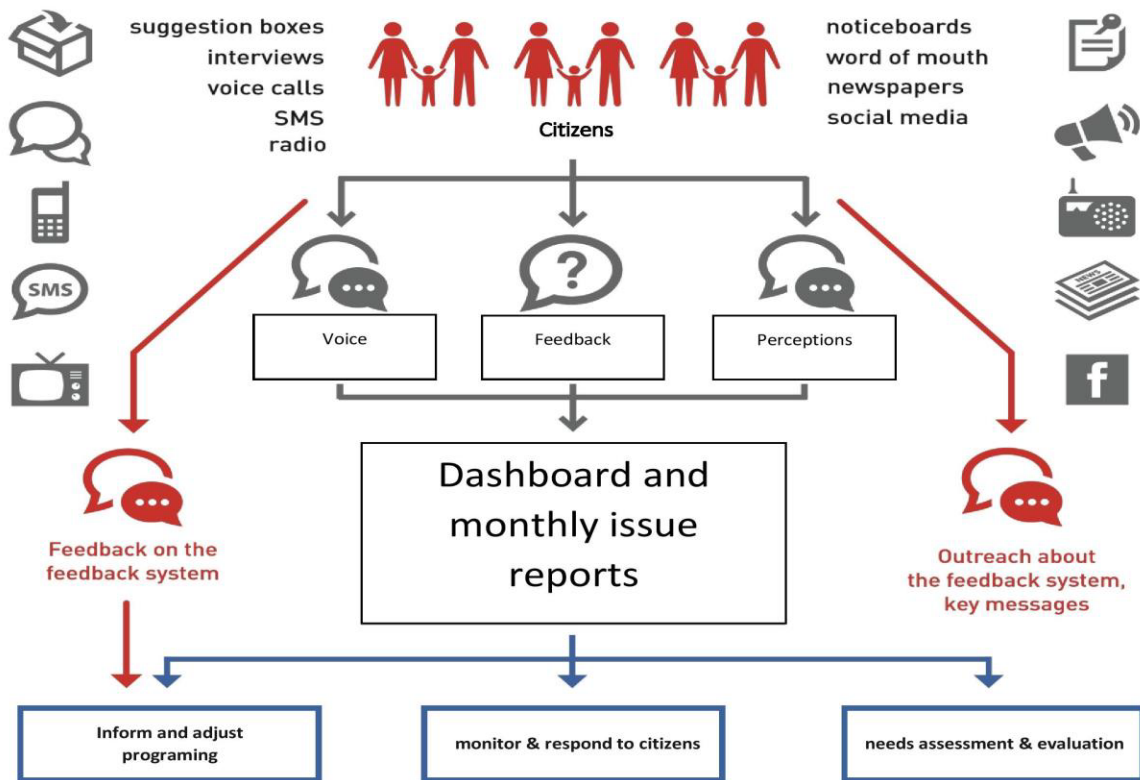 suggestion boxes
interviews
voice calls
SMS
radio
noticeboards
word of mouth
newspapers
social media
Citizens
SMS
NEWS
f
?
Voice
Feedback
Perceptions
Dashboard and
monthly issue
reports
Feedback on the
feedback system
Outreach about
the feedback system,
key messages
Inform and adjust
programing
monitor & respond to citizens
needs assessment & evaluation